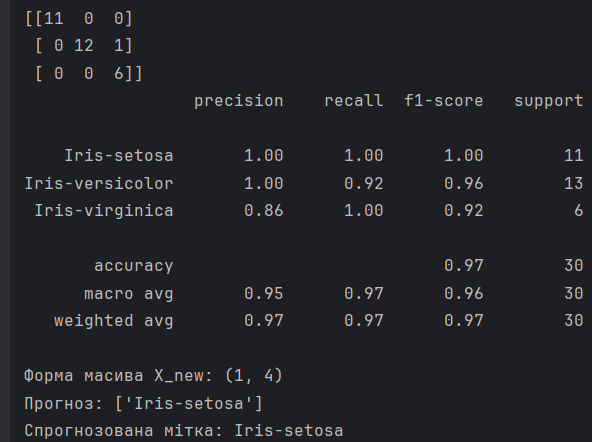 [[11  0  0]
 [ 0 12  1]
 [ 0  0  6]]
                 precision    recall  f1-score   support

    Iris-setosa       1.00      1.00      1.00        11
Iris-versicolor       1.00      0.92      0.96        13
 Iris-virginica       0.86      1.00      0.92         6

       accuracy                           0.97        30
      macro avg       0.95      0.97      0.96        30
   weighted avg       0.97      0.97      0.97        30

Форма масива X_new: (1, 4)
Прогноз: ['Iris-setosa']
Спрогнозована мітка: Iris-setosa